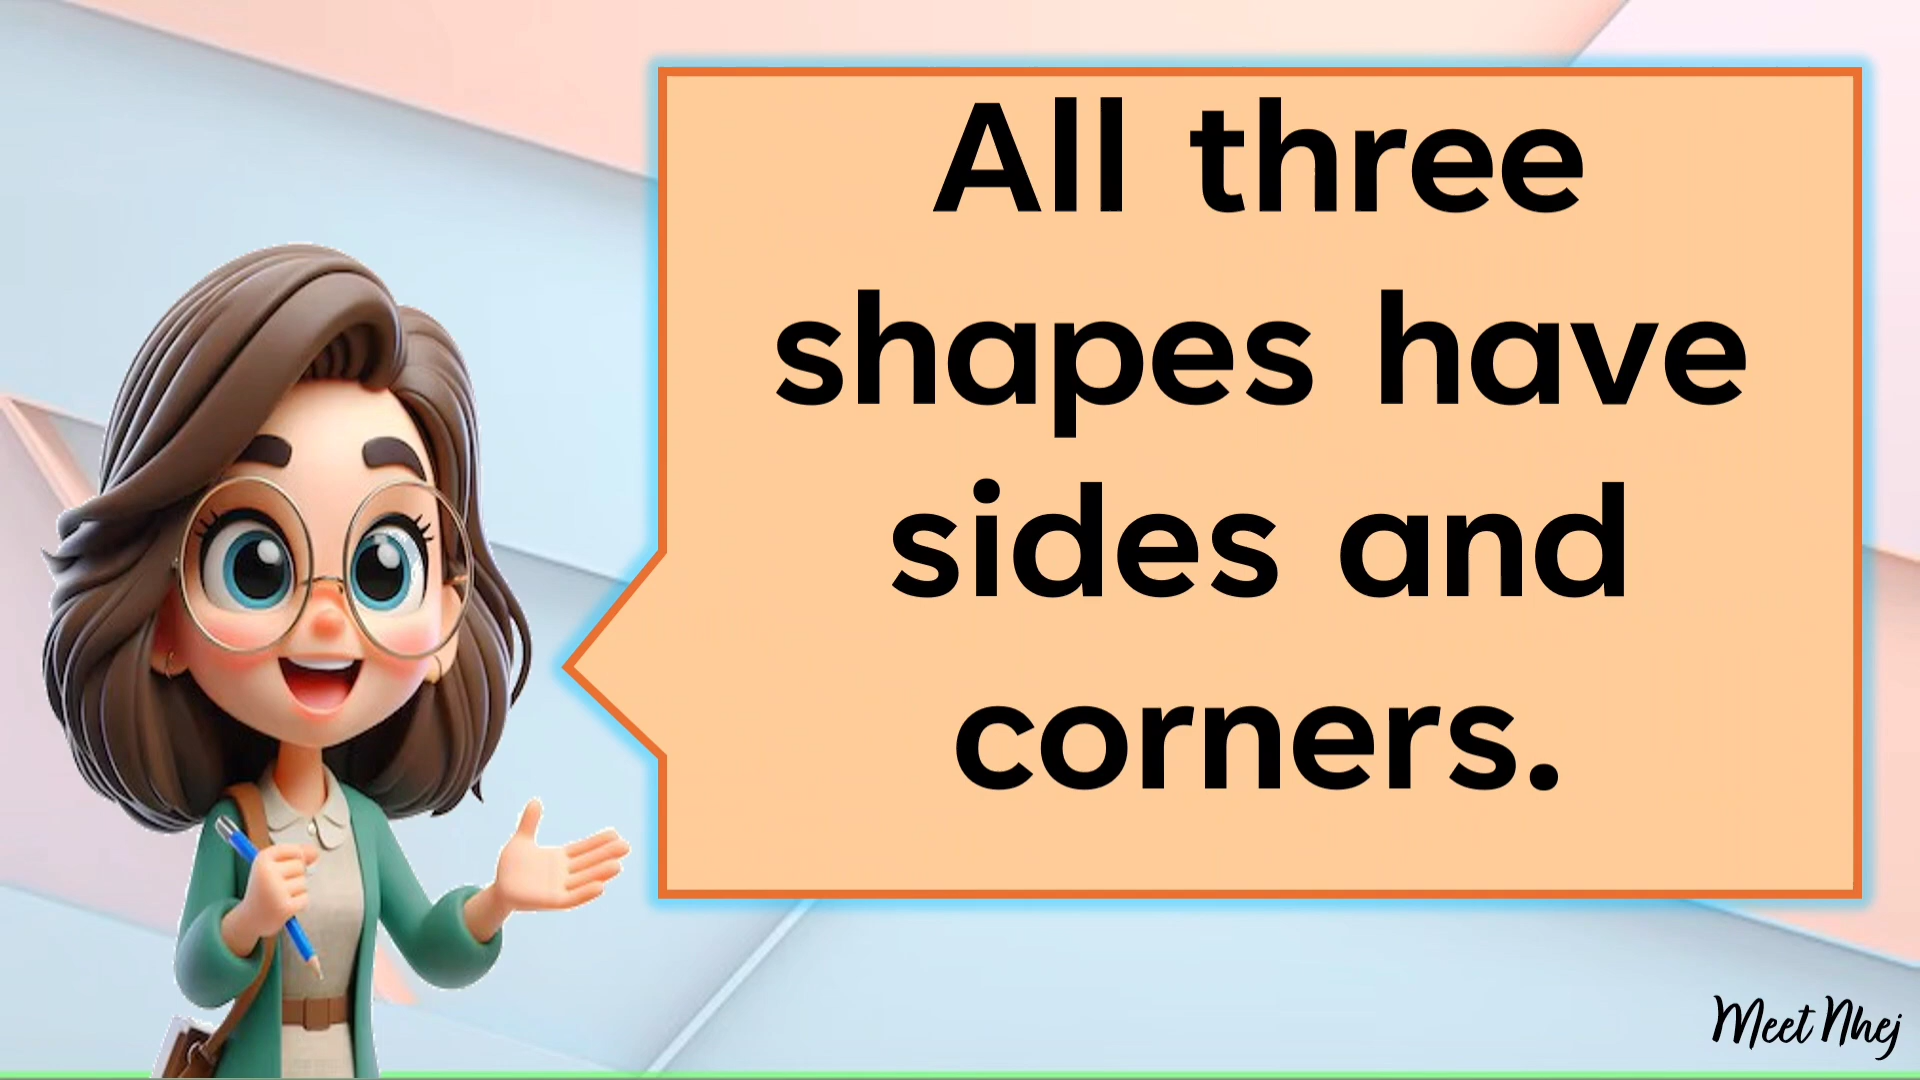 All three
shapes have
sides and
corners.
Meet Nhej